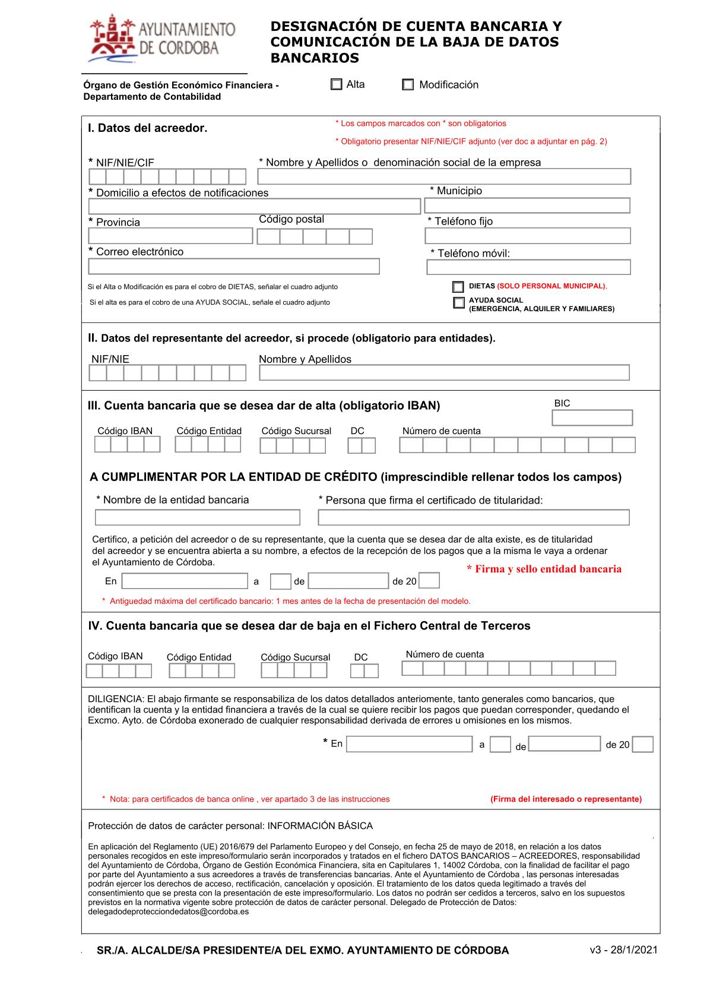 AYUNTAMIENTO
DE CORDOBA
DESIGNACIÓN DE CUENTA BANCARIA Y
COMUNICACIÓN DE LA BAJA DE DATOS
BANCARIOS
Órgano de Gestión Económico Financiera -
Departamento de Contabilidad
Alta
Modificación
I. Datos del acreedor.
* Los campos marcados con * son obligatorios
* Obligatorio presentar NIF/NIE/CIF adjunto (ver doc a adjuntar en pág. 2)
* NIF/NIE/CIF
* Nombre y Apellidos o denominación social de la empresa
* Domicilio a efectos de notificaciones
* Municipio
* Provincia
Código postal
* Teléfono fijo
* Correo electrónico
* Teléfono móvil:
Si el Alta o Modificación es para el cobro de DIETAS, señalar el cuadro adjunto
DIETAS (SOLO PERSONAL MUNICIPAL).
Si el alta es para el cobro de una AYUDA SOCIAL, señale el cuadro adjunto
AYUDA SOCIAL
(EMERGENCIA, ALQUILER Y FAMILIARES)
II. Datos del representante del acreedor, si procede (obligatorio para entidades).
NIF/NIE
Nombre y Apellidos
III. Cuenta bancaria que se desea dar de alta (obligatorio IBAN)
BIC
Código IBAN
Código Entidad
Código Sucursal
DC
Número de cuenta
A CUMPLIMENTAR POR LA ENTIDAD DE CRÉDITO (imprescindible rellenar todos los campos)
* Nombre de la entidad bancaria
* Persona que firma el certificado de titularidad:
Certifico, a petición del acreedor o de su representante, que la cuenta que se desea dar de alta existe, es de titularidad
del acreedor y se encuentra abierta a su nombre, a efectos de la recepción de los pagos que a la misma le vaya a ordenar
el Ayuntamiento de Córdoba.
* Firma y sello entidad bancaria
En a de de 20
* Antiguedad máxima del certificado bancario: 1 mes antes de la fecha de presentación del modelo.
IV. Cuenta bancaria que se desea dar de baja en el Fichero Central de Terceros
Código IBAN
Código Entidad
Código Sucursal
DC
Número de cuenta
DILIGENCIA: El abajo firmante se responsabiliza de los datos detallados anteriomente, tanto generales como bancarios, que
identifican la cuenta y la entidad financiera a través de la cual se quiere recibir los pagos que puedan corresponder, quedando el
Excmo. Ayto. de Córdoba exonerado de cualquier responsabilidad derivada de errores u omisiones en los mismos.
* En a de de 20
* Nota: para certificados de banca online , ver apartado 3 de las instrucciones
(Firma del interesado o representante)
Protección de datos de carácter personal: INFORMACIÓN BÁSICA
En aplicación del Reglamento (UE) 2016/679 del Parlamento Europeo y del Consejo, en fecha 25 de mayo de 2018, en relación a los datos
personales recogidos en este impreso/formulario serán incorporados y tratados en el fichero DATOS BANCARIOS – ACREEDORES, responsabilidad
del Ayuntamiento de Córdoba, Órgano de Gestión Económica Financiera, sita en Capitulares 1, 14002 Córdoba, con la finalidad de facilitar el pago
por parte del Ayuntamiento a sus acreedores a través de transferencias bancarias. Ante el Ayuntamiento de Córdoba , las personas interesadas
podrán ejercer los derechos de acceso, rectificación, cancelación y oposición. El tratamiento de los datos queda legitimado a través del
consentimiento que se presta con la presentación de este impreso/formulario. Los datos no podrán ser cedidos a terceros, salvo en los supuestos
previstos en la normativa vigente sobre protección de datos de carácter personal. Delegado de Protección de Datos:
delegadodeprotecciondedatos@cordoba.es
SR./A. ALCALDE/SA PRESIDENTE/A DEL EXMO. AYUNTAMIENTO DE CÓRDOBA
v3 - 28/1/2021